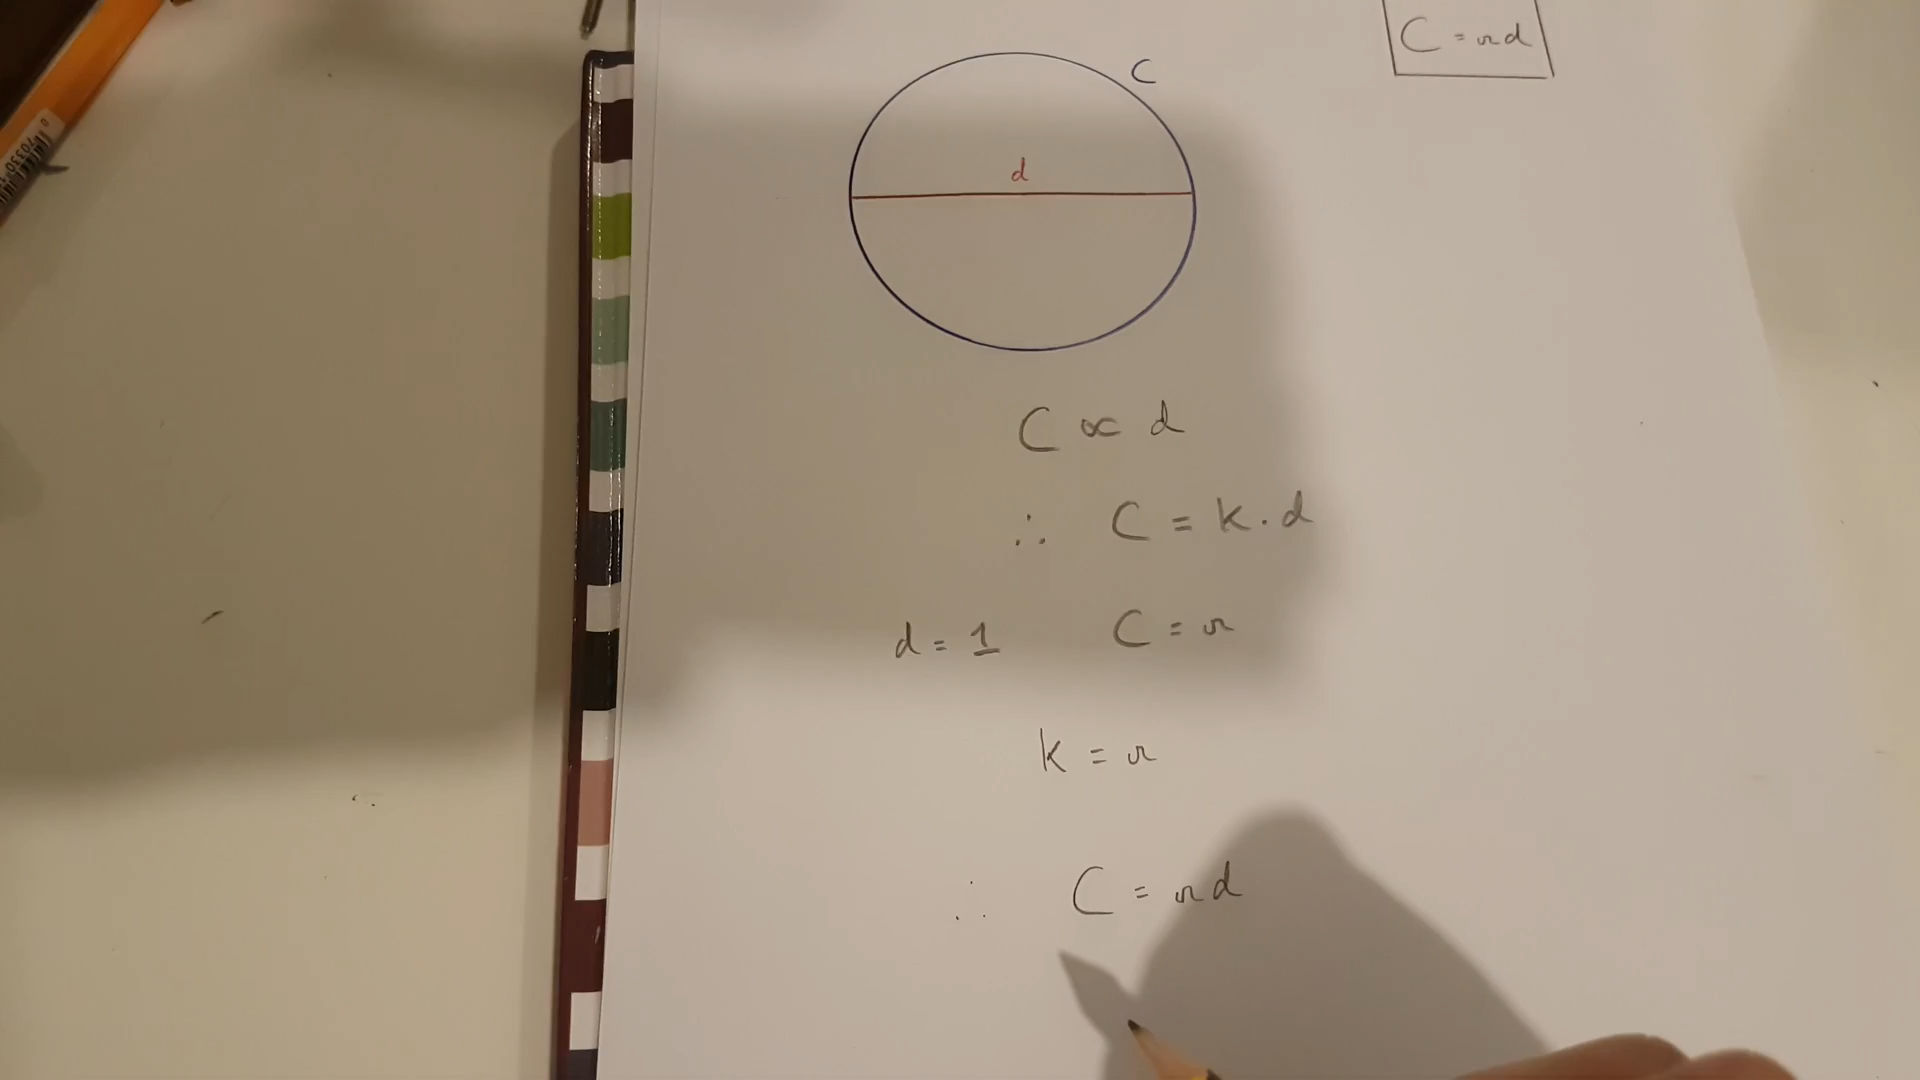 C = πd
C
d
C ∝ d
∴ C = k · d
d = 1 C = π
k = π
∴ C = πd